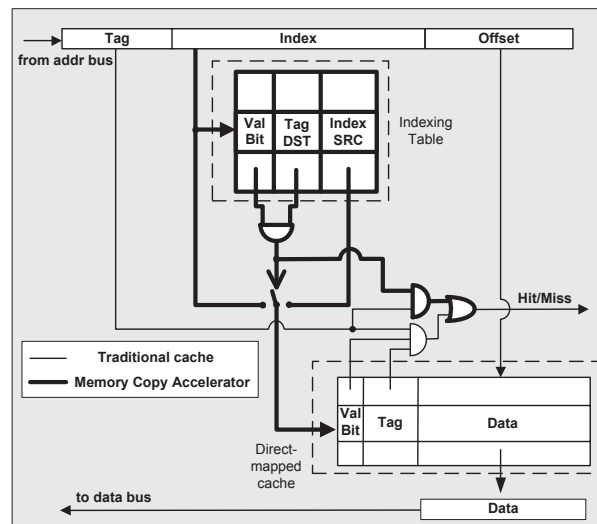 Tag Index Offset
from addr bus
Val Bit
Tag DST
Index SRC
Indexing Table
Hit/Miss
Traditional cache
Memory Copy Accelerator
Val Bit
Tag
Data
Direct-mapped cache
to data bus
Data